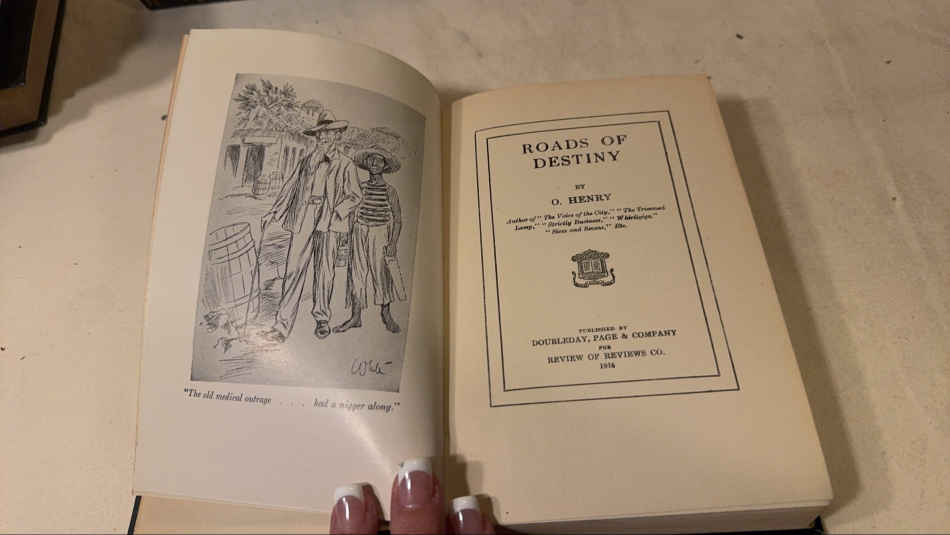 "The old medical outrage . . . . had a nigger along."
ROADS OF
DESTINY
BY
O. HENRY
Author of "The Voice of the City," "The Trimmed
Lamp," "Strictly Business," "Whirligigs,"
"Sixes and Sevens," Etc.
PUBLISHED BY
DOUBLEDAY, PAGE & COMPANY
FOR
REVIEW OF REVIEWS CO.
1916